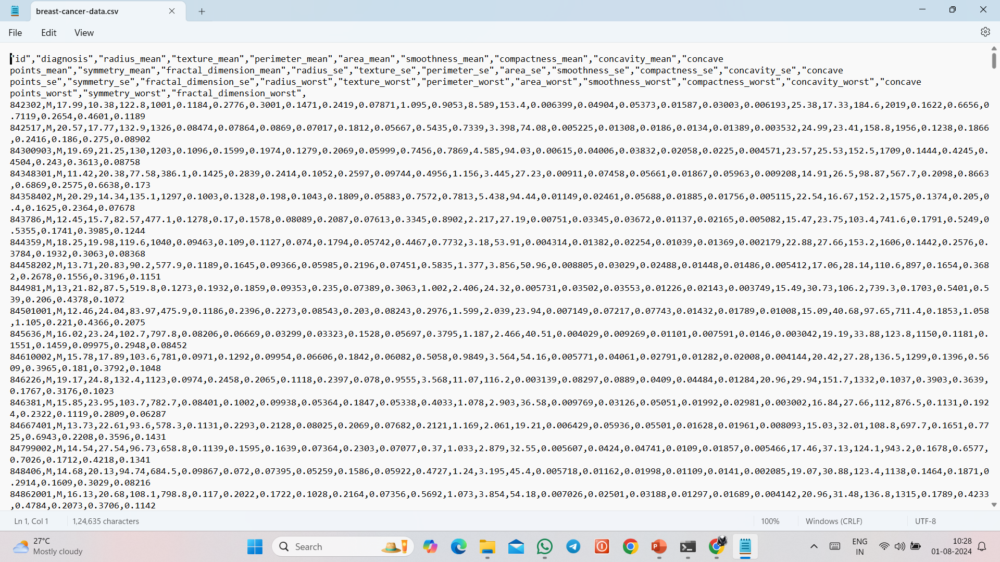 breast-cancer-data.csv
File Edit View
"id","diagnosis","radius_mean","texture_mean","perimeter_mean","area_mean","smoothness_mean","compactness_mean","concavity_mean","concave
points_mean","symmetry_mean","fractal_dimension_mean","radius_se","texture_se","perimeter_se","area_se","smoothness_se","compactness_se","concavity_se","concave
points_se","symmetry_se","fractal_dimension_se","radius_worst","texture_worst","perimeter_worst","area_worst","smoothness_worst","compactness_worst","concavity_worst","concave
points_worst","symmetry_worst","fractal_dimension_worst",
842302,M,17.99,10.38,122.8,1001,0.1184,0.2776,0.3001,0.1471,0.2419,0.07871,1.095,0.9053,8.589,153.4,0.006399,0.04904,0.05373,0.01587,0.03003,0.006193,25.38,17.33,184.6,2019,0.1622,0.6656,0
.7119,0.2654,0.4601,0.1189
842517,M,20.57,17.77,132.9,1326,0.08474,0.07864,0.0869,0.07017,0.1812,0.05667,0.5435,0.7339,3.398,74.08,0.005225,0.01308,0.0186,0.0134,0.01389,0.003532,24.99,23.41,158.8,1956,0.1238,0.1866
,0.2416,0.186,0.275,0.08902
84300903,M,19.69,21.25,130,1203,0.1096,0.1599,0.1974,0.1279,0.2069,0.05999,0.7456,0.7869,4.585,94.03,0.00615,0.04006,0.03832,0.02058,0.0225,0.004571,23.57,25.53,152.5,1709,0.1444,0.4245,0.
4504,0.243,0.3613,0.08758
84348301,M,11.42,20.38,77.58,386.1,0.1425,0.2839,0.2414,0.1052,0.2597,0.09744,0.4956,1.156,3.445,27.23,0.00911,0.07458,0.05661,0.01867,0.05963,0.009208,14.91,26.5,98.87,567.7,0.2098,0.8663
,0.6869,0.2575,0.6638,0.173
84358402,M,20.29,14.34,135.1,1297,0.1003,0.1328,0.198,0.1043,0.1809,0.05883,0.7572,0.7813,5.438,94.44,0.01149,0.02461,0.05688,0.01885,0.01756,0.005115,22.54,16.67,152.2,1575,0.1374,0.205,0
.4,0.1625,0.2364,0.07678
843786,M,12.45,15.7,82.57,477.1,0.1278,0.17,0.1578,0.08089,0.2087,0.07613,0.3345,0.8902,2.217,27.19,0.00751,0.03345,0.03672,0.01137,0.02165,0.005082,15.47,23.75,103.4,741.6,0.1791,0.5249,0
.5355,0.1741,0.3985,0.1244
844359,M,18.25,19.98,119.6,1040,0.09463,0.109,0.1127,0.074,0.1794,0.05742,0.4467,0.7732,3.18,53.91,0.004314,0.01382,0.02254,0.01039,0.01369,0.002179,22.88,27.66,153.2,1606,0.1442,0.2576,0.
3784,0.1932,0.3063,0.08368
84458202,M,13.71,20.83,90.2,577.9,0.1189,0.1645,0.09366,0.05985,0.2196,0.07451,0.5835,1.377,3.856,50.96,0.008805,0.03029,0.02488,0.01448,0.01486,0.005412,17.06,28.14,110.6,897,0.1654,0.368
2,0.2678,0.1556,0.3196,0.1151
844981,M,13,21.82,87.5,519.8,0.1273,0.1932,0.1859,0.09353,0.235,0.07389,0.3063,1.002,2.406,24.32,0.005731,0.03502,0.03553,0.01226,0.02143,0.003749,15.49,30.73,106.2,739.3,0.1703,0.5401,0.5
39,0.206,0.4378,0.1072
84501001,M,12.46,24.04,83.97,475.9,0.1186,0.2396,0.2273,0.08543,0.203,0.08243,0.2976,1.599,2.039,23.94,0.007149,0.07217,0.07743,0.01432,0.01789,0.01008,15.09,40.68,97.65,711.4,0.1853,1.058
,1.105,0.221,0.4366,0.2075
845636,M,16.02,23.24,102.7,797.8,0.08206,0.06669,0.03299,0.03323,0.1528,0.05697,0.3795,1.187,2.466,40.51,0.004029,0.009269,0.01101,0.007591,0.0146,0.003042,19.19,33.88,123.8,1150,0.1181,0.
1551,0.1459,0.09975,0.2948,0.08452
84610002,M,15.78,17.89,103.6,781,0.0971,0.1292,0.09954,0.06606,0.1842,0.06082,0.5058,0.9849,3.564,54.16,0.005771,0.04061,0.02791,0.01282,0.02008,0.004144,20.42,27.28,136.5,1299,0.1396,0.56
09,0.3965,0.181,0.3792,0.1048
846226,M,19.17,24.8,132.4,1123,0.0974,0.2458,0.2065,0.1118,0.2397,0.078,0.9555,3.568,11.07,116.2,0.003139,0.08297,0.0889,0.0409,0.04484,0.01284,20.96,29.94,151.7,1332,0.1037,0.3903,0.3639,
0.1767,0.3176,0.1023
846381,M,15.85,23.95,103.7,782.7,0.08401,0.1002,0.09938,0.05364,0.1847,0.05338,0.4033,1.078,2.903,36.58,0.009769,0.03126,0.05051,0.01992,0.02981,0.003002,16.84,27.66,112,876.5,0.1131,0.192
4,0.2322,0.1119,0.2809,0.06287
84667401,M,13.73,22.61,93.6,578.3,0.1131,0.2293,0.2128,0.08025,0.2069,0.07682,0.2121,1.169,2.061,19.21,0.006429,0.05936,0.05501,0.01628,0.01961,0.008093,15.03,32.01,108.8,697.7,0.1651,0.77
25,0.6943,0.2208,0.3596,0.1431
84799002,M,14.54,27.54,96.73,658.8,0.1139,0.1595,0.1639,0.07364,0.2303,0.07077,0.37,1.033,2.879,32.55,0.005607,0.0424,0.04741,0.0109,0.01857,0.005466,17.46,37.13,124.1,943.2,0.1678,0.6577,
0.7026,0.1712,0.4218,0.1341
848406,M,14.68,20.13,94.74,684.5,0.09867,0.072,0.07395,0.05259,0.1586,0.05922,0.4727,1.24,3.195,45.4,0.005718,0.01162,0.01998,0.01109,0.0141,0.002085,19.07,30.88,123.4,1138,0.1464,0.1871,0
.2914,0.1609,0.3029,0.08216
84862001,M,16.13,20.68,108.1,798.8,0.117,0.2022,0.1722,0.1028,0.2164,0.07356,0.5692,1.073,3.854,54.18,0.007026,0.02501,0.03188,0.01297,0.01689,0.004142,20.96,31.48,136.8,1315,0.1789,0.4233
,0.4784,0.2073,0.3706,0.1142
Ln 1, Col 1 1,24,635 characters 100% Windows (CRLF) UTF-8
27°C
Mostly cloudy
Search
P
ENG
IN
10:28
01-08-2024